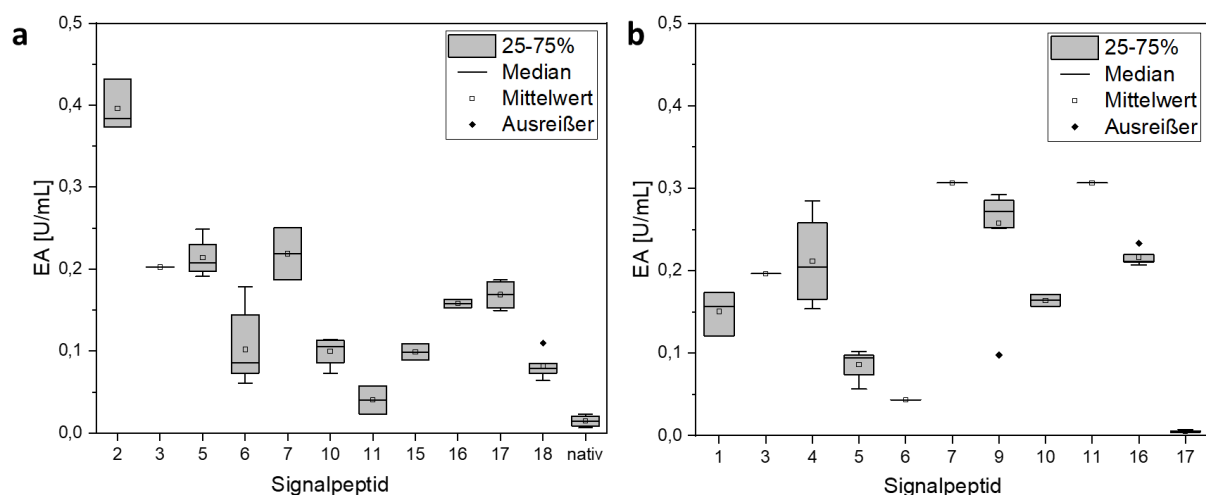 a
0,5
0,4
0,3
0,2
0,1
0,0
EA [U/mL]
25-75%
Median
Mittelwert
Ausreißer
2 3 5 6 7 10 11 15 16 17 18 nativ
Signalpeptid
b
0,5
0,4
0,3
0,2
0,1
0,0
EA [U/mL]
25-75%
Median
Mittelwert
Ausreißer
1 3 4 5 6 7 9 10 11 16 17
Signalpeptid